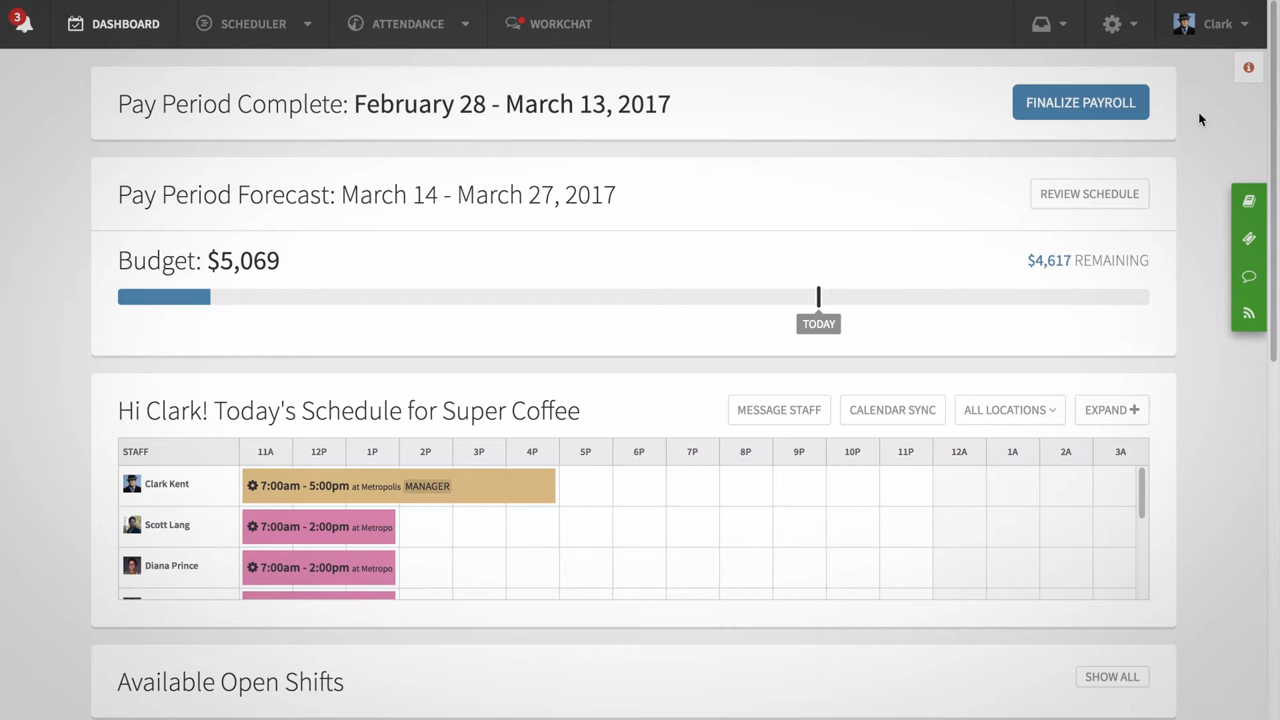 3
DASHBOARD SCHEDULER ATTENDANCE WORKCHAT Clark
Pay Period Complete: February 28 - March 13, 2017 FINALIZE PAYROLL
Pay Period Forecast: March 14 - March 27, 2017 REVIEW SCHEDULE
Budget: $5,069 $4,617 REMAINING
TODAY
Hi Clark! Today's Schedule for Super Coffee MESSAGE STAFF CALENDAR SYNC ALL LOCATIONS EXPAND
STAFF 11A 12P 1P 2P 3P 4P 5P 6P 7P 8P 9P 10P 11P 12A 1A 2A 3A
Clark Kent 7:00am - 5:00pm at Metropolis MANAGER
Scott Lang 7:00am - 2:00pm at Metropo
Diana Prince 7:00am - 2:00pm at Metropo
Available Open Shifts SHOW ALL